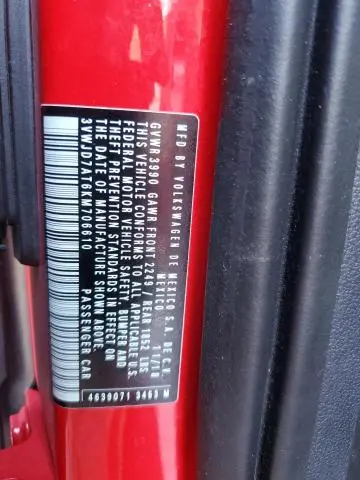 MFD BY VOLKSWAGEN DE MEXICO S.A. DE C.V.
MEXICO 11/18
GVWR 3990 GAWR FRONT 2249 / REAR 1852 LBS
THIS VEHICLE CONFORMS TO ALL APPLICABLE U.S.
FEDERAL MOTOR VEHICLE SAFETY, BUMPER AND
THEFT PREVENTION STANDARDS IN EFFECT ON
THE DATE OF MANUFACTURE SHOWN ABOVE.
3VWJD7AT6KM706610 PASSENGER CAR
4639071 3463 M